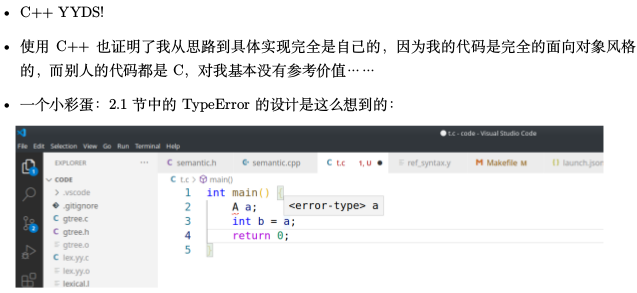 • C++ YYDS!
• 使用 C++ 也证明了我从思路到具体实现完全是自己的，因为我的代码是完全的面向对象风格
的，而别人的代码都是 C，对我基本没有参考价值⋯⋯
• 一个小彩蛋：2.1 节中的 TypeError 的设计是这么想到的：
t.c - code - Visual Studio Code
File Edit Selection View Go Run Terminal Help
EXPLORER ···
semantic.h semantic.cpp t.c 1, U ref_syntax.y Makefile M launch.json
CODE
.vscode
.gitignore
gtree.c
gtree.h
gtree.o
lex.yy.c
lex.yy.o
lexical.l
1
2
t.c > main()
1 int main() {
2 A a;
<error-type> a
3 int b = a;
4 return 0;
5 }